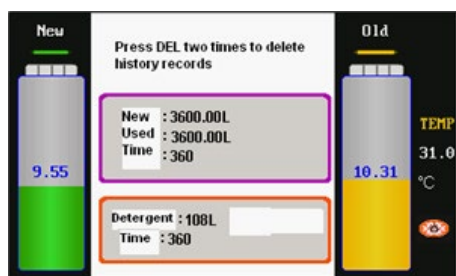 New
Press DEL two times to delete
history records
Old
New : 3600.00L
Used : 3600.00L
Time : 360
9.55
Detergent : 108L
Time : 360
10.31
TEMP
31.0
°C